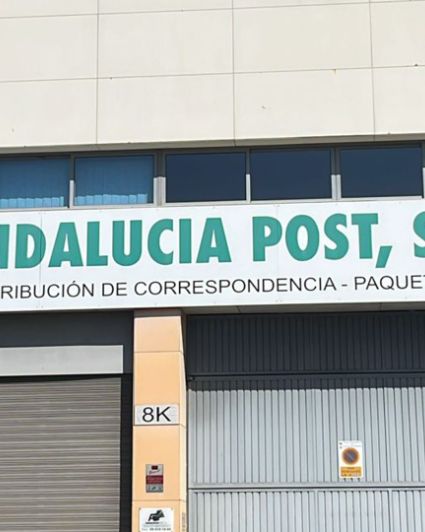 NDALUCIA POST, S
RIBUCIÓN DE CORRESPONDENCIA - PAQUET
8K